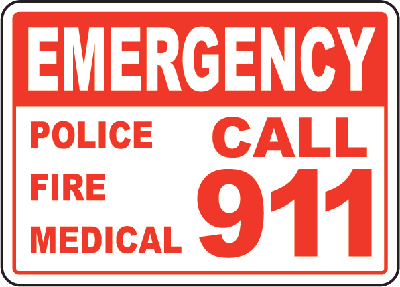 EMERGENCY
POLICE
FIRE
MEDICAL
CALL
911